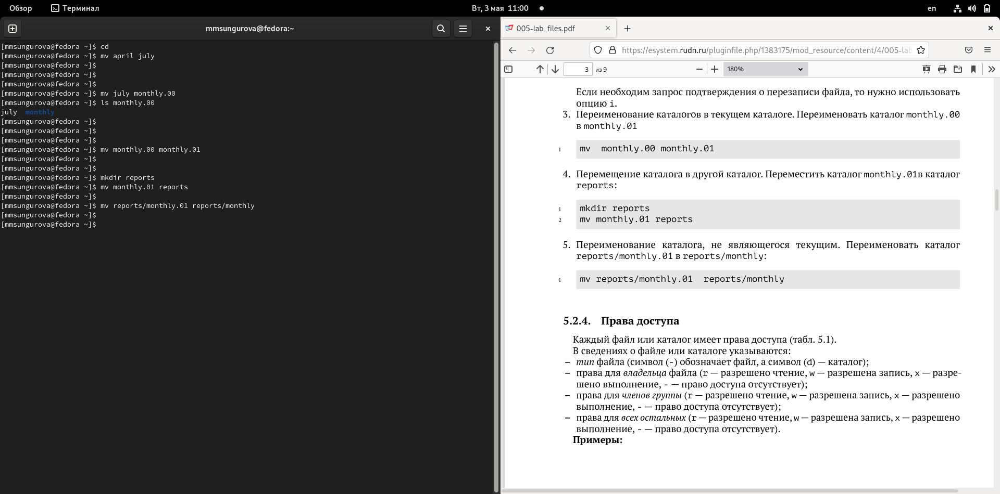 Обзор
Терминал
Вт, 3 мая 11:00
en
mmsungurova@fedora:~
[mmsungurova@fedora ~]$ cd
[mmsungurova@fedora ~]$ mv april july
[mmsungurova@fedora ~]$
[mmsungurova@fedora ~]$
[mmsungurova@fedora ~]$
[mmsungurova@fedora ~]$ mv july monthly.00
[mmsungurova@fedora ~]$ ls monthly.00
july  monthly
[mmsungurova@fedora ~]$
[mmsungurova@fedora ~]$
[mmsungurova@fedora ~]$
[mmsungurova@fedora ~]$ mv monthly.00 monthly.01
[mmsungurova@fedora ~]$
[mmsungurova@fedora ~]$
[mmsungurova@fedora ~]$ mkdir reports
[mmsungurova@fedora ~]$ mv monthly.01 reports
[mmsungurova@fedora ~]$
[mmsungurova@fedora ~]$ mv reports/monthly.01 reports/monthly
[mmsungurova@fedora ~]$
[mmsungurova@fedora ~]$
005-lab_files.pdf
https://esystem.rudn.ru/pluginfile.php/1383175/mod_resource/content/4/005-lab
3 из 9
180%
Если необходим запрос подтверждения о перезаписи файла, то нужно использовать
опцию i.
3. Переименование каталогов в текущем каталоге. Переименовать каталог monthly.00
в monthly.01
1 mv  monthly.00 monthly.01
4. Перемещение каталога в другой каталог. Переместить каталог monthly.01в каталог
reports:
1 mkdir reports
2 mv monthly.01 reports
5. Переименование каталога, не являющегося текущим. Переименовать каталог
reports/monthly.01 в reports/monthly:
1 mv reports/monthly.01  reports/monthly
5.2.4. Права доступа
Каждый файл или каталог имеет права доступа (табл. 5.1).
В сведениях о файле или каталоге указываются:
– тип файла (символ (-) обозначает файл, а символ (d) — каталог);
– права для владельца файла (r — разрешено чтение, w — разрешена запись, x — разре-
шено выполнение, - — право доступа отсутствует);
– права для членов группы (r — разрешено чтение, w — разрешена запись, x — разрешено
выполнение, - — право доступа отсутствует);
– права для всех остальных (r — разрешено чтение, w — разрешена запись, x — разрешено
выполнение, - — право доступа отсутствует).
Примеры: